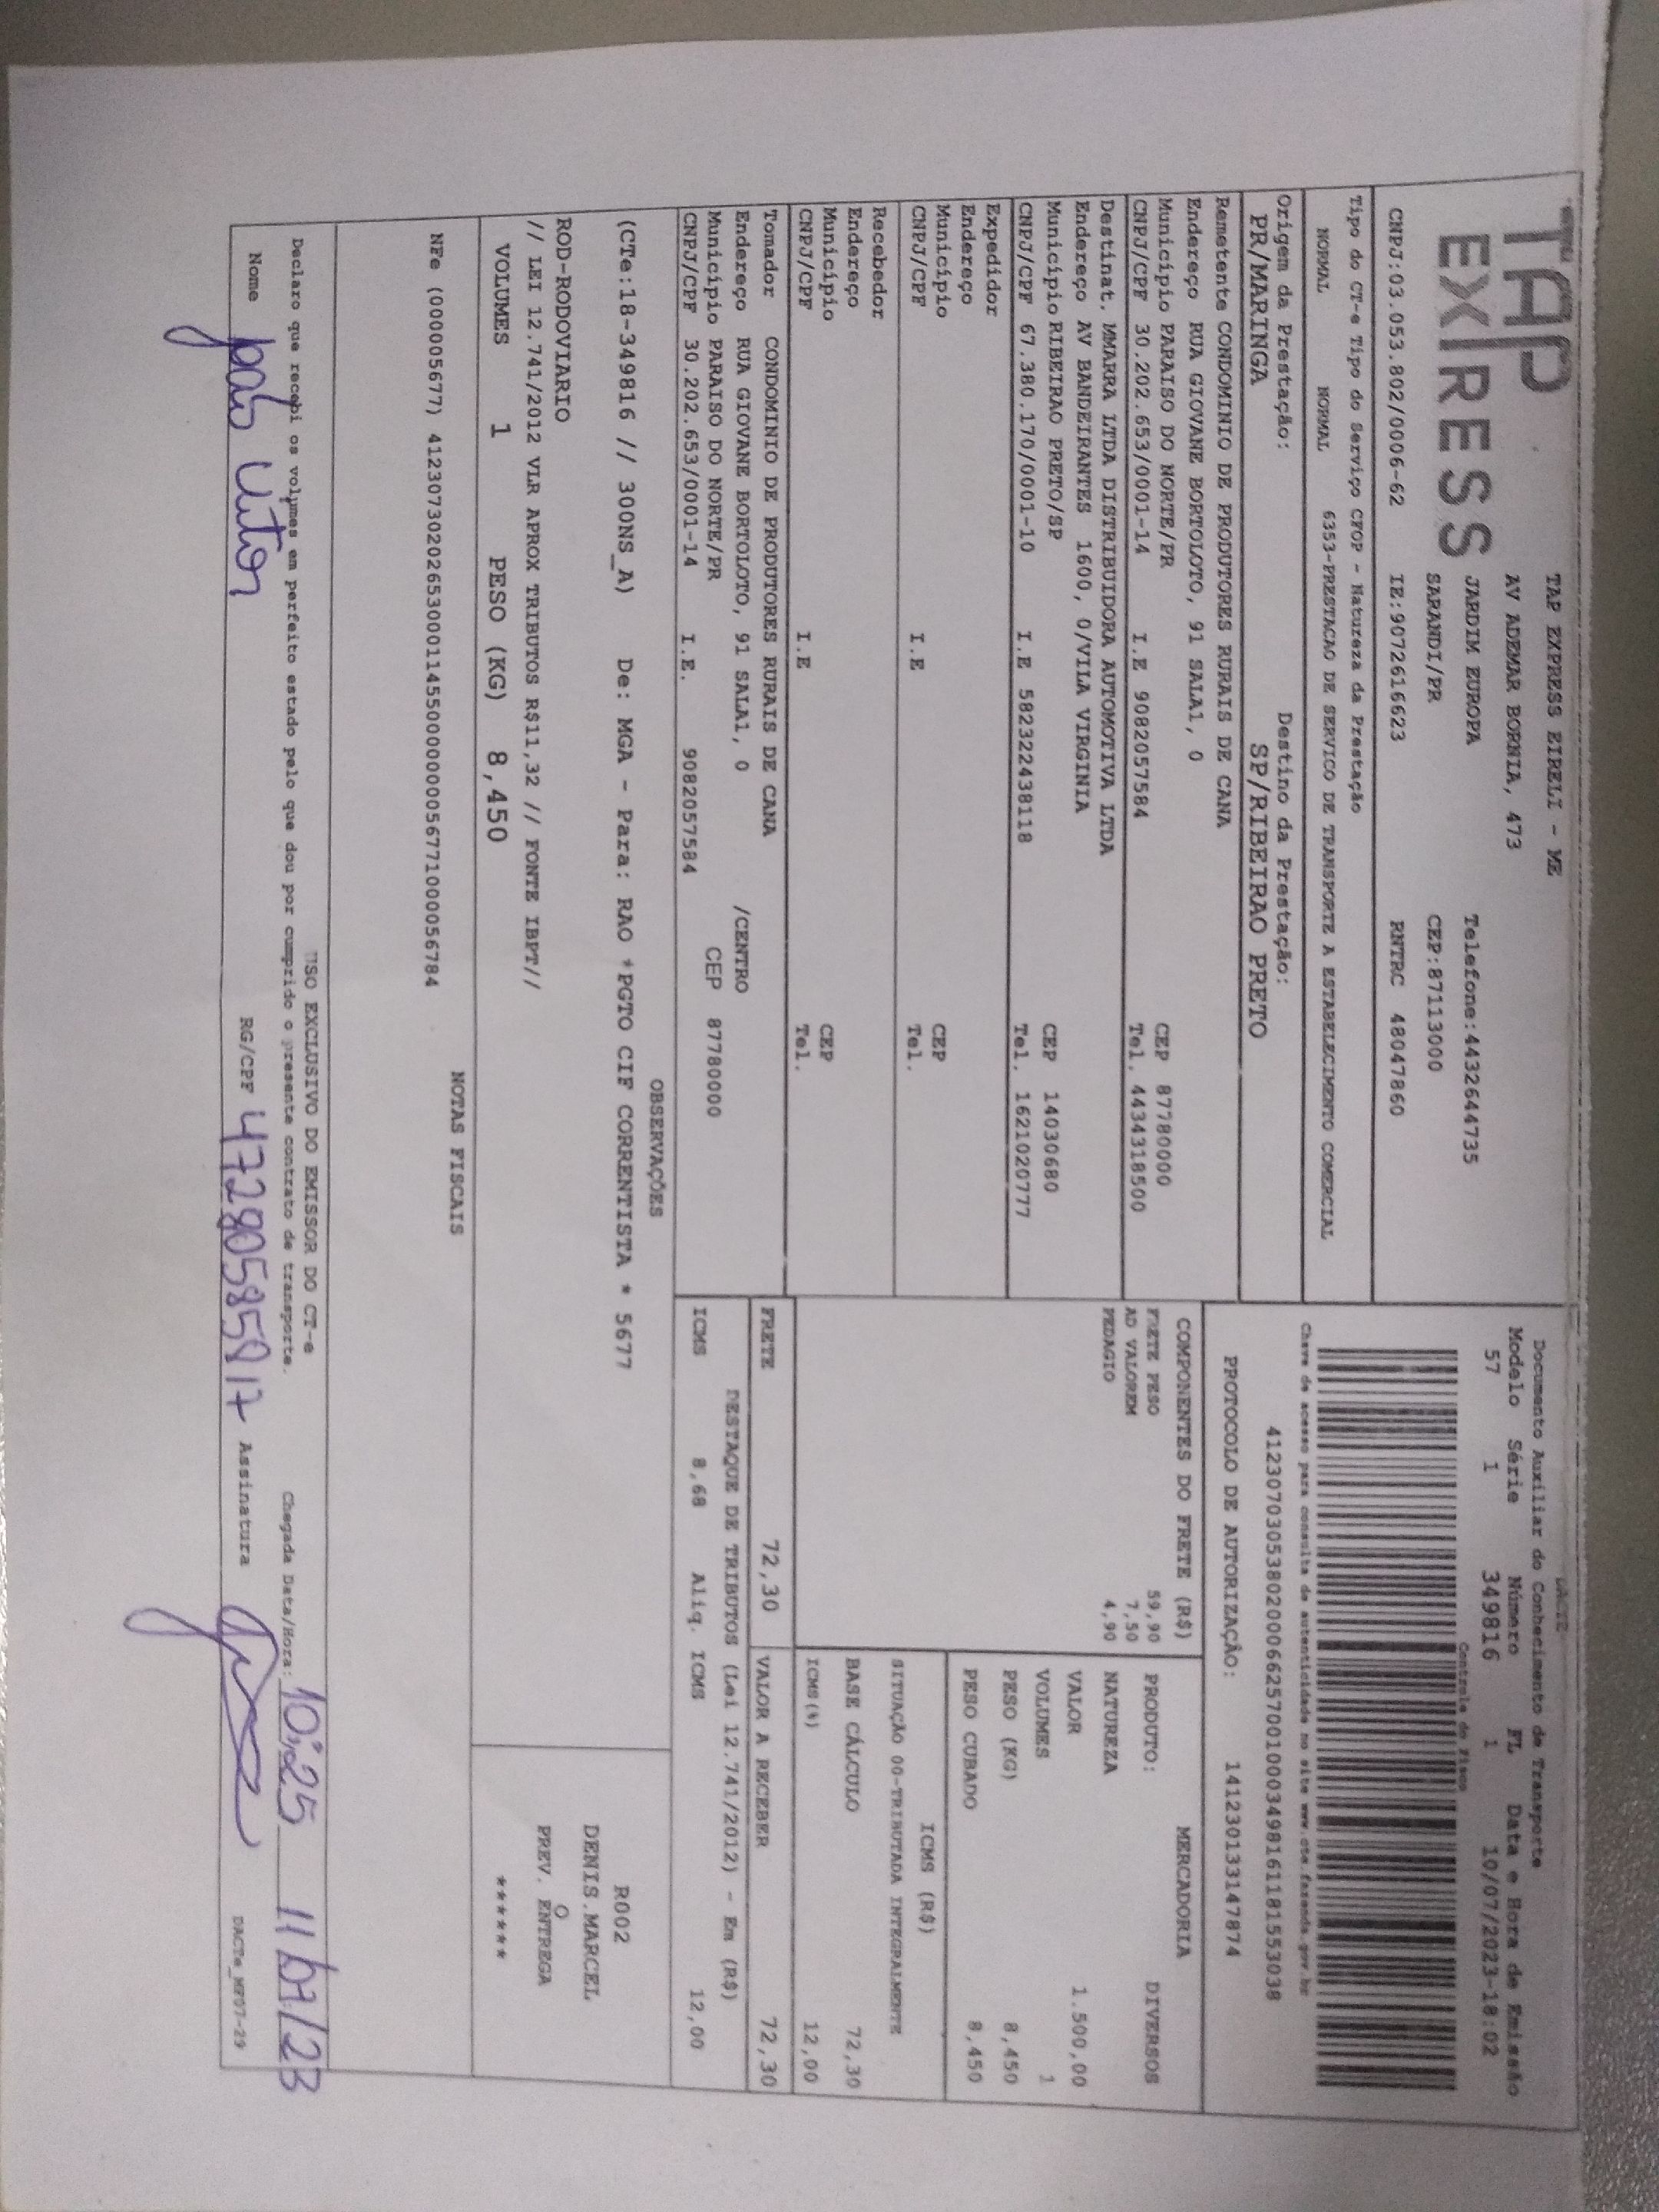 TAP
EXPRESS
TAP EXPRESS EIRELI - ME
AV ADEMAR BORNIA, 473
JARDIM EUROPA Telefone:4432644735
SARANDI/PR CEP:87113000
CNPJ:03.053.802/0006-62 IE:9072616623 RNTRC 48047860
Documento Auxiliar do Conhecimento de Transporte
Modelo Série Número FL Data e Hora de Emissão
57 1 349816 1 10/07/2023-18:02
Controle do Fisco
Chave de acesso para consulta de autenticidade no site www.cte.fazenda.gov.br
41230703053802000662570010003498161181553038
PROTOCOLO DE AUTORIZAÇÃO: 141230133147874
Tipo do CT-e Tipo do Serviço CFOP - Natureza da Prestação
NORMAL NORMAL 6353-PRESTACAO DE SERVICO DE TRANSPORTE A ESTABELECIMENTO COMERCIAL
Origem da Prestação: Destino da Prestação:
PR/MARINGA SP/RIBEIRAO PRETO
Remetente CONDOMINIO DE PRODUTORES RURAIS DE CANA
Endereço RUA GIOVANE BORTOLOTO, 91 SALA1, 0
Município PARAISO DO NORTE/PR CEP 87780000
CNPJ/CPF 30.202.653/0001-14 I.E 9082057584 Tel. 4434318500
Destinat. MMARRA LTDA DISTRIBUIDORA AUTOMOTIVA LTDA
Endereço AV BANDEIRANTES 1600, 0/VILA VIRGINIA
Município RIBEIRAO PRETO/SP CEP 14030680
CNPJ/CPF 67.380.170/0001-10 I.E 582322438118 Tel. 1621020777
Expedidor
Endereço
Município CEP
CNPJ/CPF I.E Tel.
Recebedor
Endereço
Município CEP
CNPJ/CPF I.E Tel.
Tomador CONDOMINIO DE PRODUTORES RURAIS DE CANA
Endereço RUA GIOVANE BORTOLOTO, 91 SALA1, 0 /CENTRO
Município PARAISO DO NORTE/PR CEP 87780000
CNPJ/CPF 30.202.653/0001-14 I.E. 9082057584
COMPONENTES DO FRETE (R$)
FRETE PESO 59,90
AD VALOREM 7,50
PEDAGIO 4,90
MERCADORIA
PRODUTO: DIVERSOS
NATUREZA
VALOR 1.500,00
VOLUMES 1
PESO (KG) 8,450
PESO CUBADO 8,450
ICMS (R$)
SITUAÇÃO 00-TRIBUTADA INTEGRALMENTE
BASE CÁLCULO 72,30
ICMS(%) 12,00
FRETE 72,30 VALOR A RECEBER 72,30
DESTAQUE DE TRIBUTOS (Lei 12.741/2012) - Em (R$)
ICMS 8,68 Aliq. ICMS 12,00
OBSERVAÇÕES
(CTe:18-349816 // 300NS_A) De: MGA - Para: RAO *PGTO CIF CORRENTISTA * 5677
ROD-RODOVIARIO
// LEI 12.741/2012 VLR APROX TRIBUTOS R$11,32 // FONTE IBPT//
VOLUMES 1 PESO (KG) 8,450
R002
DENIS.MARCEL
O
PREV. ENTREGA
******
NOTAS FISCAIS
NFe (000005677) 41230730202653000114550000000056771000056784
USO EXCLUSIVO DO EMISSOR DO CT-e
Declaro que recebi os volumes em perfeito estado pelo que dou por cumprido o presente contrato de transporte. Chegada Data/Hora: 10:25 11/07/23
Nome RG/CPF 47280585917 Assinatura DACTe_MF07-29